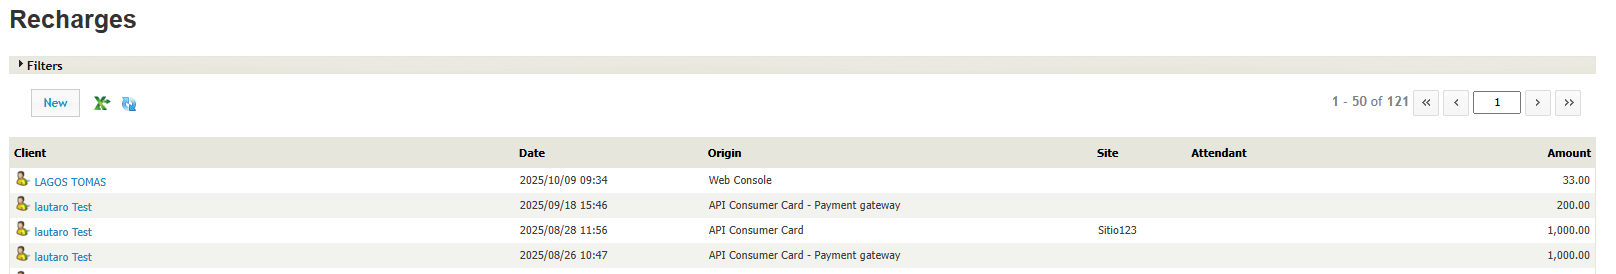 Recharges
Filters
New
1 - 50 of 121 « ‹ 1 › »
Client Date Origin Site Attendant Amount
LAGOS TOMAS 2025/10/09 09:34 Web Console 33.00
lautaro Test 2025/09/18 15:46 API Consumer Card - Payment gateway 200.00
lautaro Test 2025/08/28 11:56 API Consumer Card Sitio123 1,000.00
lautaro Test 2025/08/26 10:47 API Consumer Card - Payment gateway 1,000.00